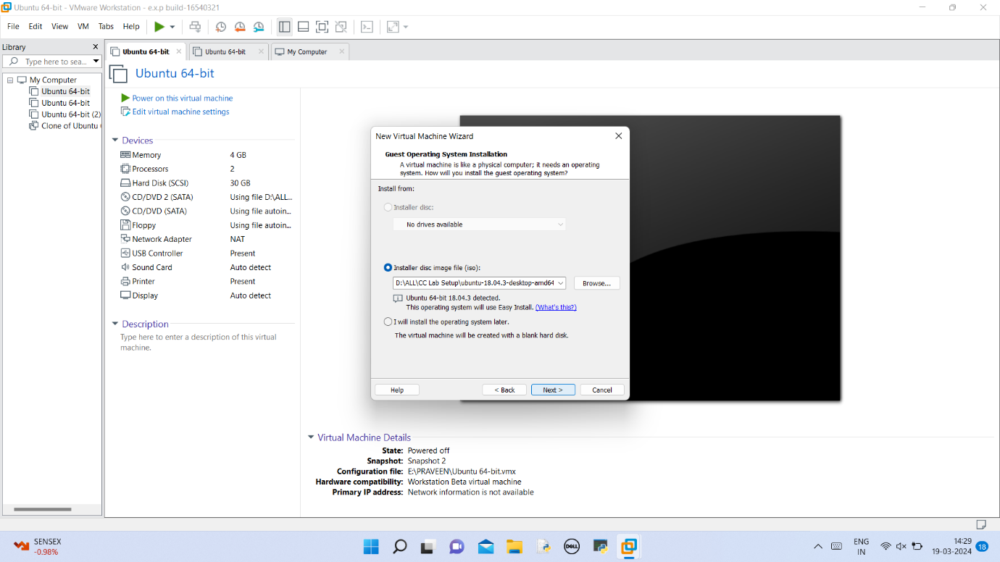 Ubuntu 64-bit - VMware Workstation - e.x.p build-16540321
File Edit View VM Tabs Help
Library
Type here to sea...
My Computer
Ubuntu 64-bit
Ubuntu 64-bit
Ubuntu 64-bit (2)
Clone of Ubuntu
Ubuntu 64-bit
Ubuntu 64-bit
My Computer
Ubuntu 64-bit
Power on this virtual machine
Edit virtual machine settings
Devices
Memory 4 GB
Processors 2
Hard Disk (SCSI) 30 GB
CD/DVD 2 (SATA) Using file D:\ALL...
CD/DVD (SATA) Using file autoin...
Floppy Using file autoin...
Network Adapter NAT
USB Controller Present
Sound Card Auto detect
Printer Present
Display Auto detect
Description
Type here to enter a description of this virtual
machine.
New Virtual Machine Wizard
Guest Operating System Installation
A virtual machine is like a physical computer; it needs an operating
system. How will you install the guest operating system?
Install from:
Installer disc:
No drives available
Installer disc image file (iso):
D:\ALL\CC Lab Setup\ubuntu-18.04.3-desktop-amd64
Browse...
Ubuntu 64-bit 18.04.3 detected.
This operating system will use Easy Install. (What's this?)
I will install the operating system later.
The virtual machine will be created with a blank hard disk.
Help < Back Next > Cancel
Virtual Machine Details
State: Powered off
Snapshot: Snapshot 2
Configuration file: E:\PRAVEEN\Ubuntu 64-bit.vmx
Hardware compatibility: Workstation Beta virtual machine
Primary IP address: Network information is not available
SENSEX
-0.98%
DELL
ENG
IN
14:29
19-03-2024
18